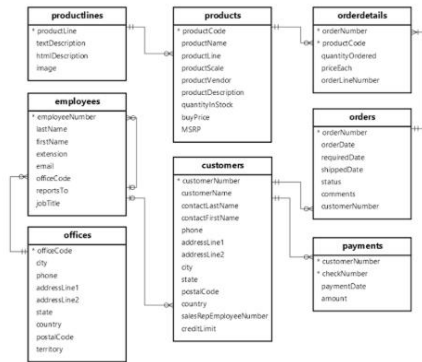 productlines
* productLine
textDescription
htmlDescription
image
products
* productCode
productName
productLine
productScale
productVendor
productDescription
quantityInStock
buyPrice
MSRP
orderdetails
* orderNumber
* productCode
quantityOrdered
priceEach
orderLineNumber
employees
* employeeNumber
lastName
firstName
extension
email
officeCode
reportsTo
jobTitle
customers
* customerNumber
customerName
contactLastName
contactFirstName
phone
addressLine1
addressLine2
city
state
postalCode
country
salesRepEmployeeNumber
creditLimit
orders
* orderNumber
orderDate
requiredDate
shippedDate
status
comments
customerNumber
offices
* officeCode
city
phone
addressLine1
addressLine2
state
country
postalCode
territory
payments
* customerNumber
* checkNumber
paymentDate
amount